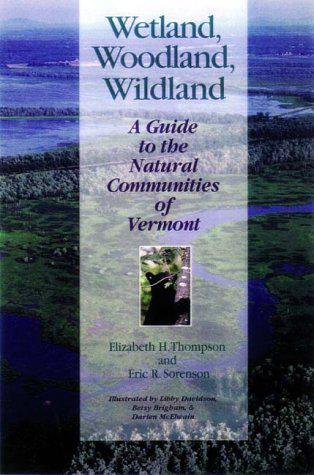 Wetland,
Woodland,
Wildland
A Guide
to the
Natural
Communities
of
Vermont
Elizabeth H. Thompson
and
Eric R. Sorenson
Illustrated by Libby Davidson,
Betsy Brigham, &
Darien McElwain